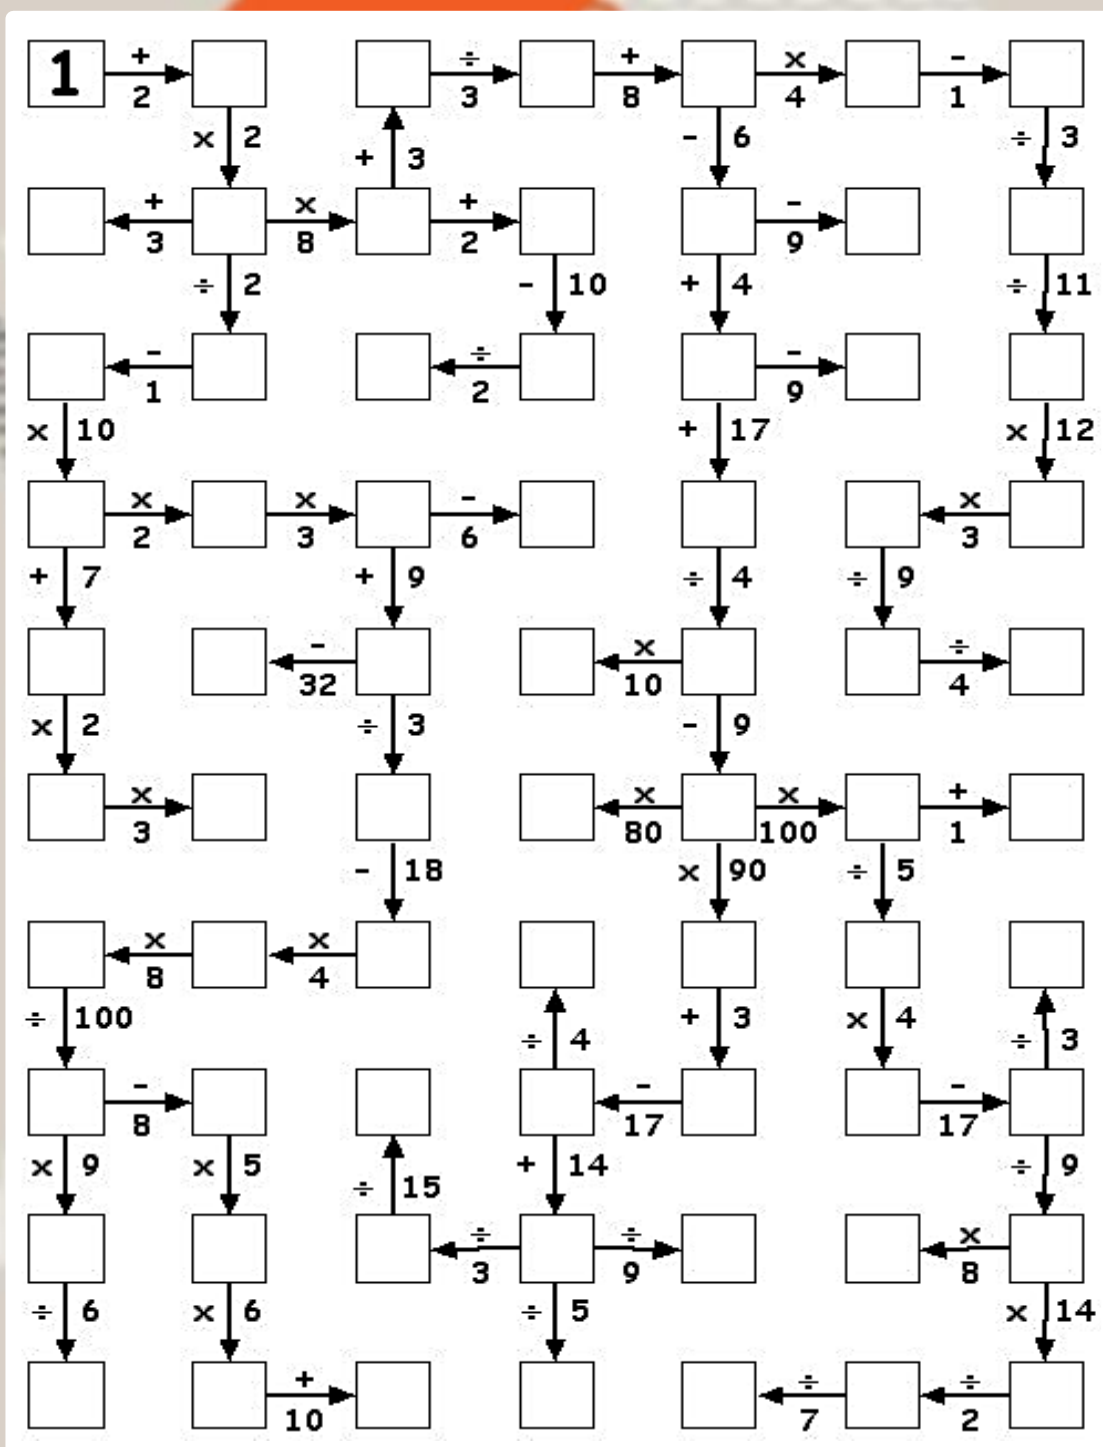 1 + 2 ÷ 3 + 8 x 4 - 1
x 2 + 3 - 6 ÷ 3
+ 3 x 8 + 2 - 9
÷ 2 - 10 + 4 ÷ 11
- 1 ÷ 2 - 9
x 10 + 17 x 12
x 2 x 3 - 6 x 3
+ 7 + 9 ÷ 4 ÷ 9
- 32 x 10 ÷ 4
x 2 ÷ 3 - 9
x 3 x 80 x 100 + 1
- 18 x 90 ÷ 5
x 8 x 4
÷ 100 ÷ 4 + 3 x 4 ÷ 3
- 8 - 17 - 17
x 9 x 5 ÷ 15 + 14 ÷ 9
÷ 3 ÷ 9 x 8
÷ 6 x 6 ÷ 5 x 14
+ 10 ÷ 7 ÷ 2